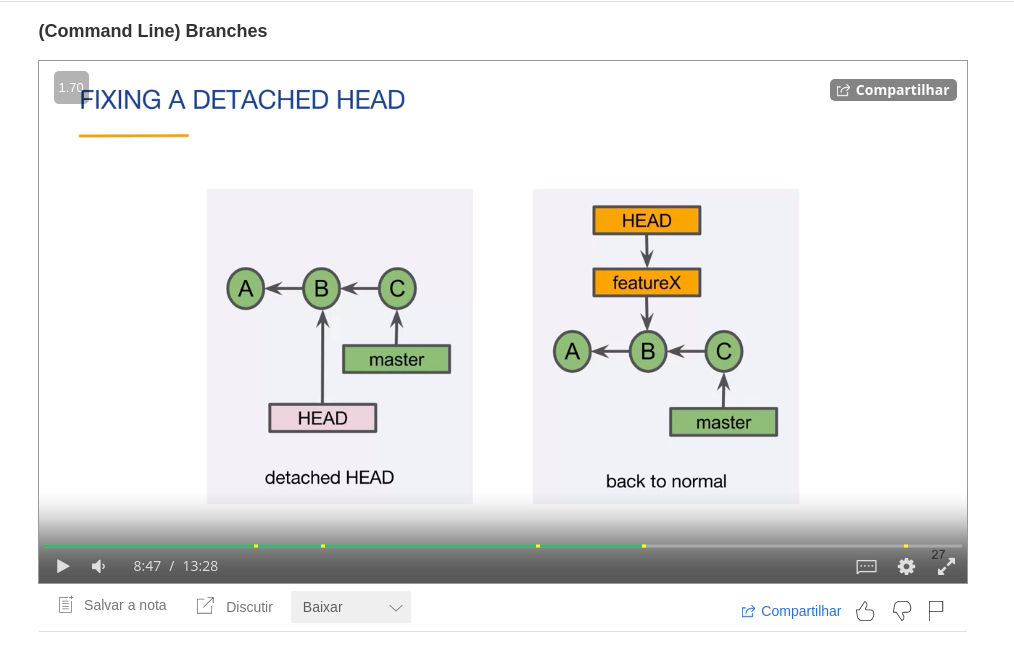 (Command Line) Branches
1.70
FIXING A DETACHED HEAD
Compartilhar
HEAD
featureX
A
B
C
master
HEAD
detached HEAD
A
B
C
master
back to normal
8:47 / 13:28
27
Salvar a nota
Discutir
Baixar
Compartilhar